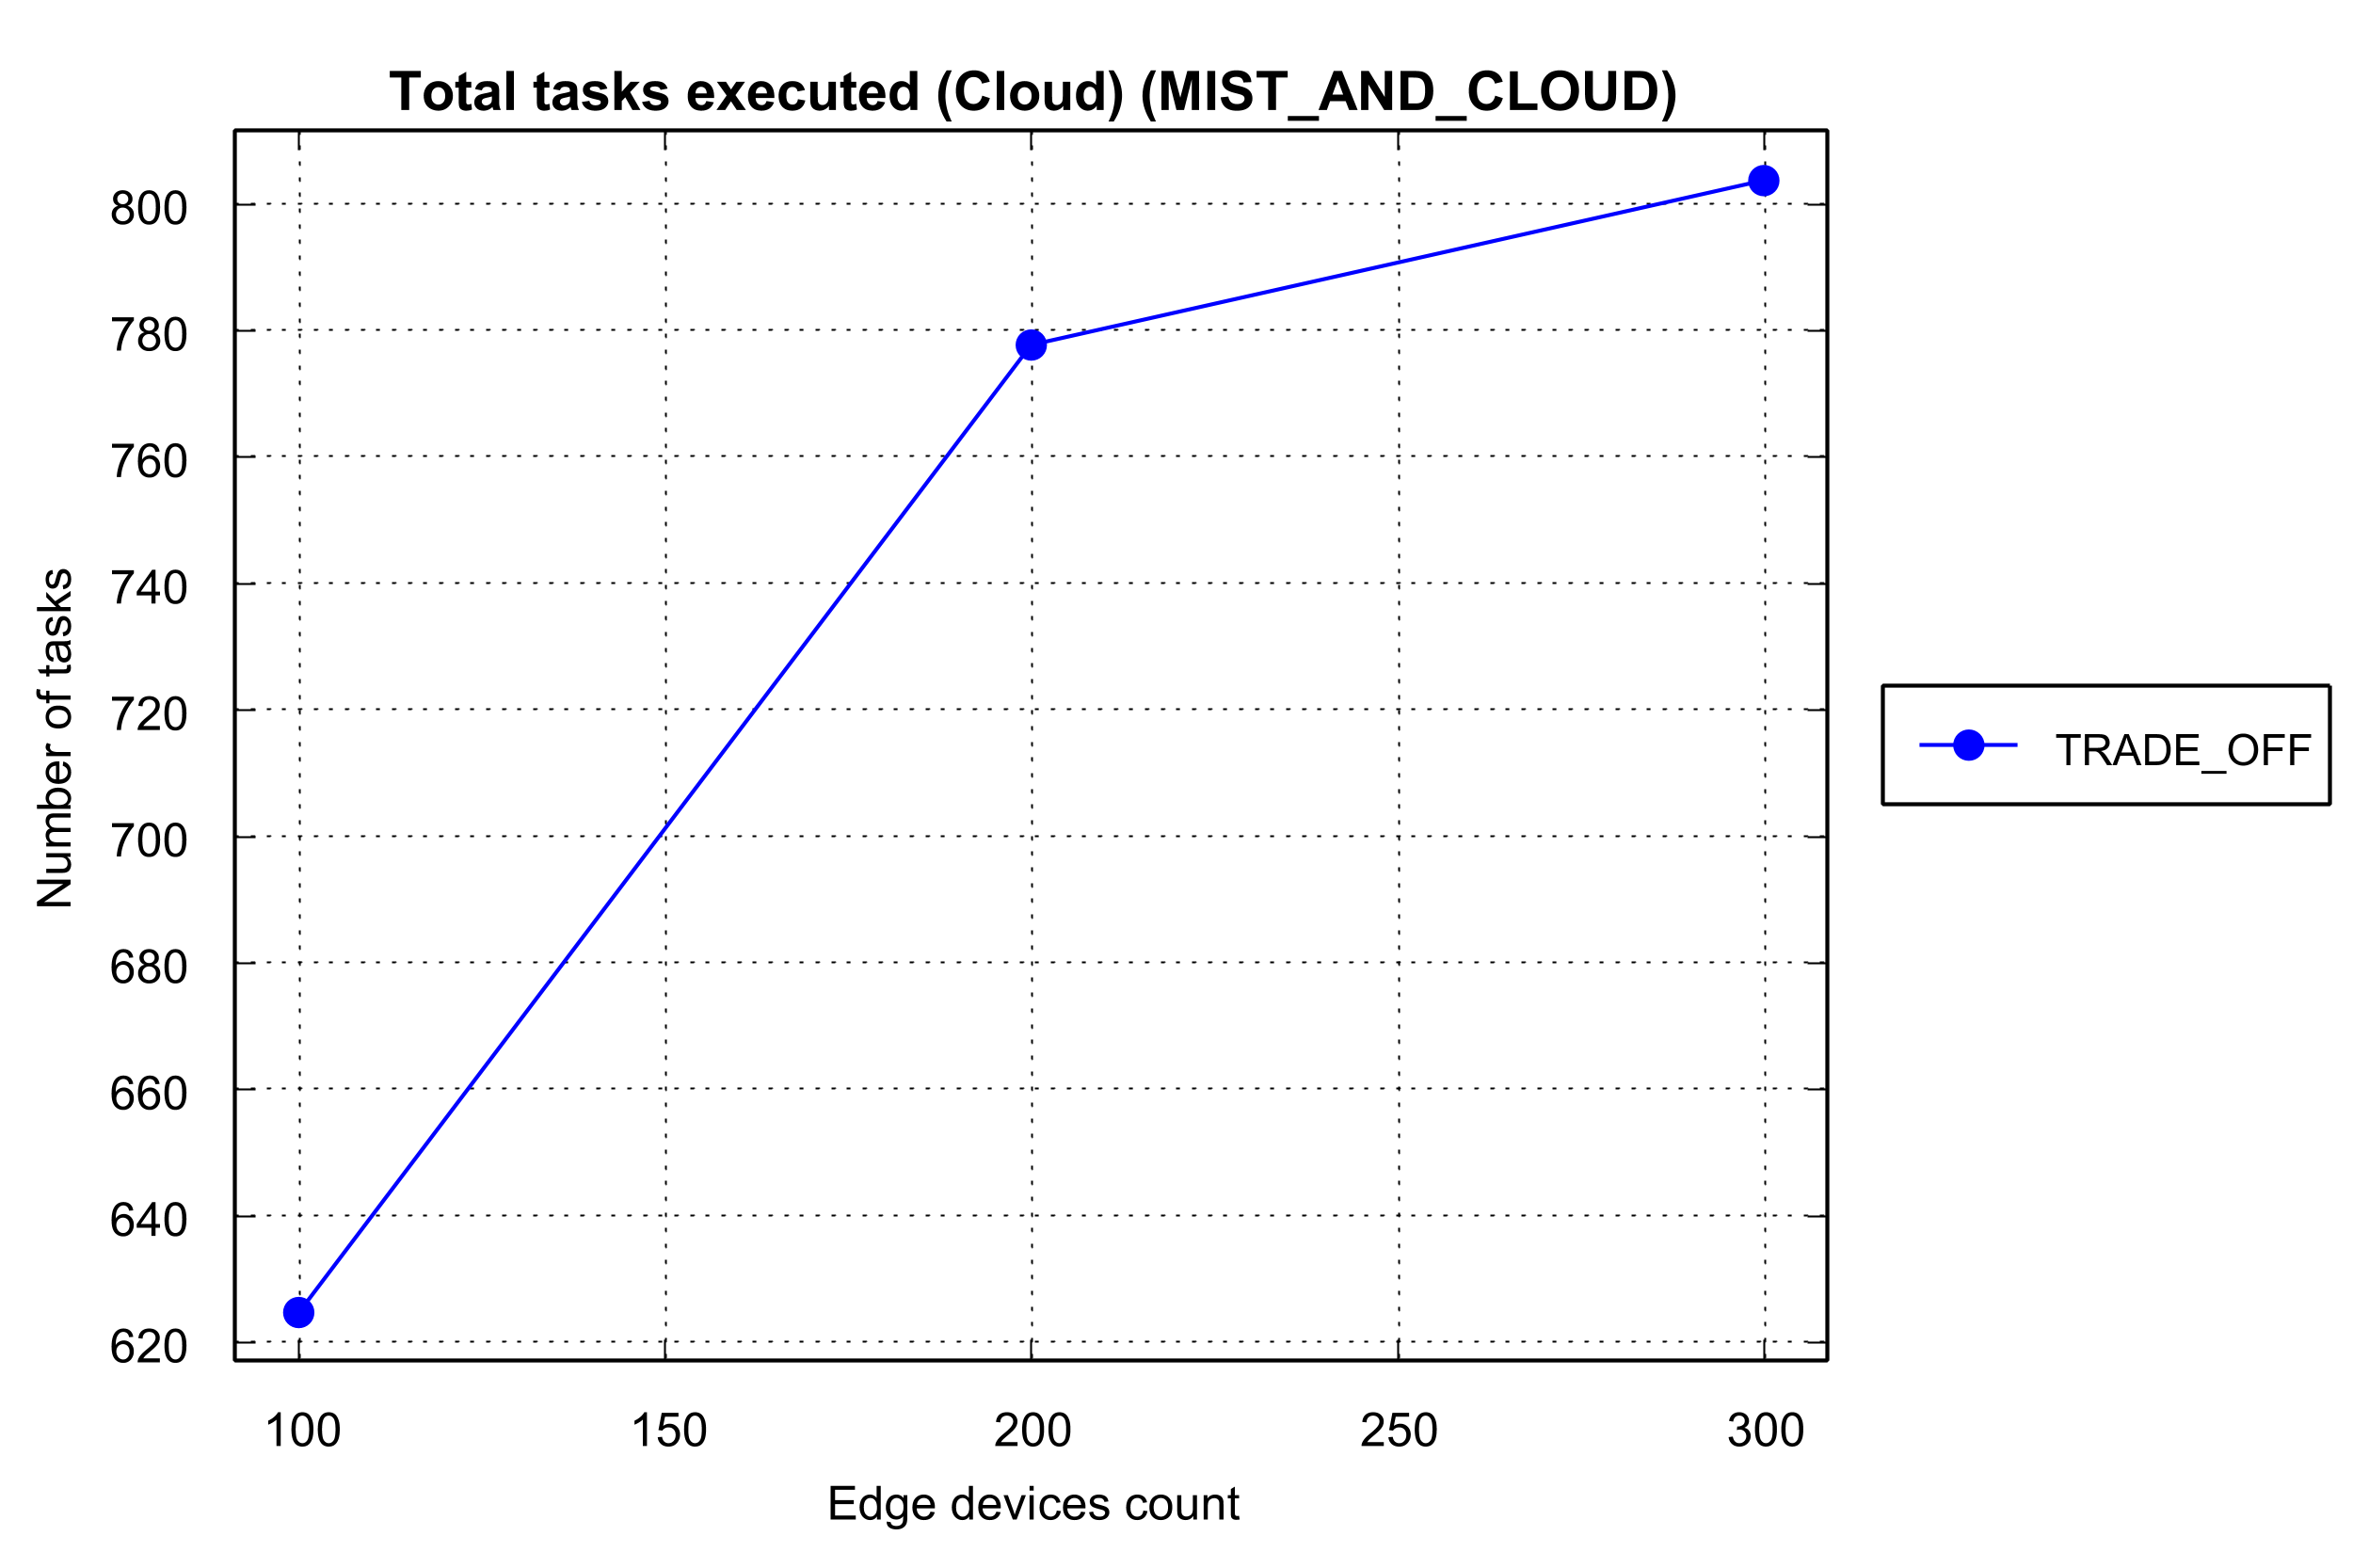 Total tasks executed (Cloud) (MIST_AND_CLOUD)
800
780
760
740
720
700
680
660
640
620
Number of tasks
100 150 200 250 300
Edge devices count
TRADE_OFF